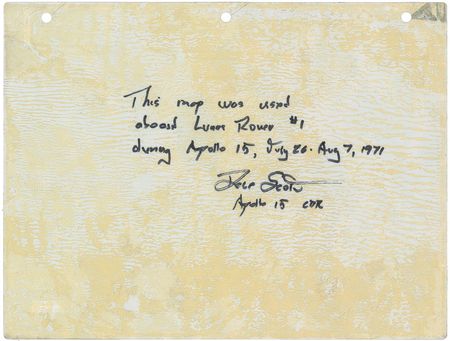 This map was used
aboard Lunar Rover #1
during Apollo 15, July 26 - Aug 7, 1971
Dave Scott
Apollo 15 CDR